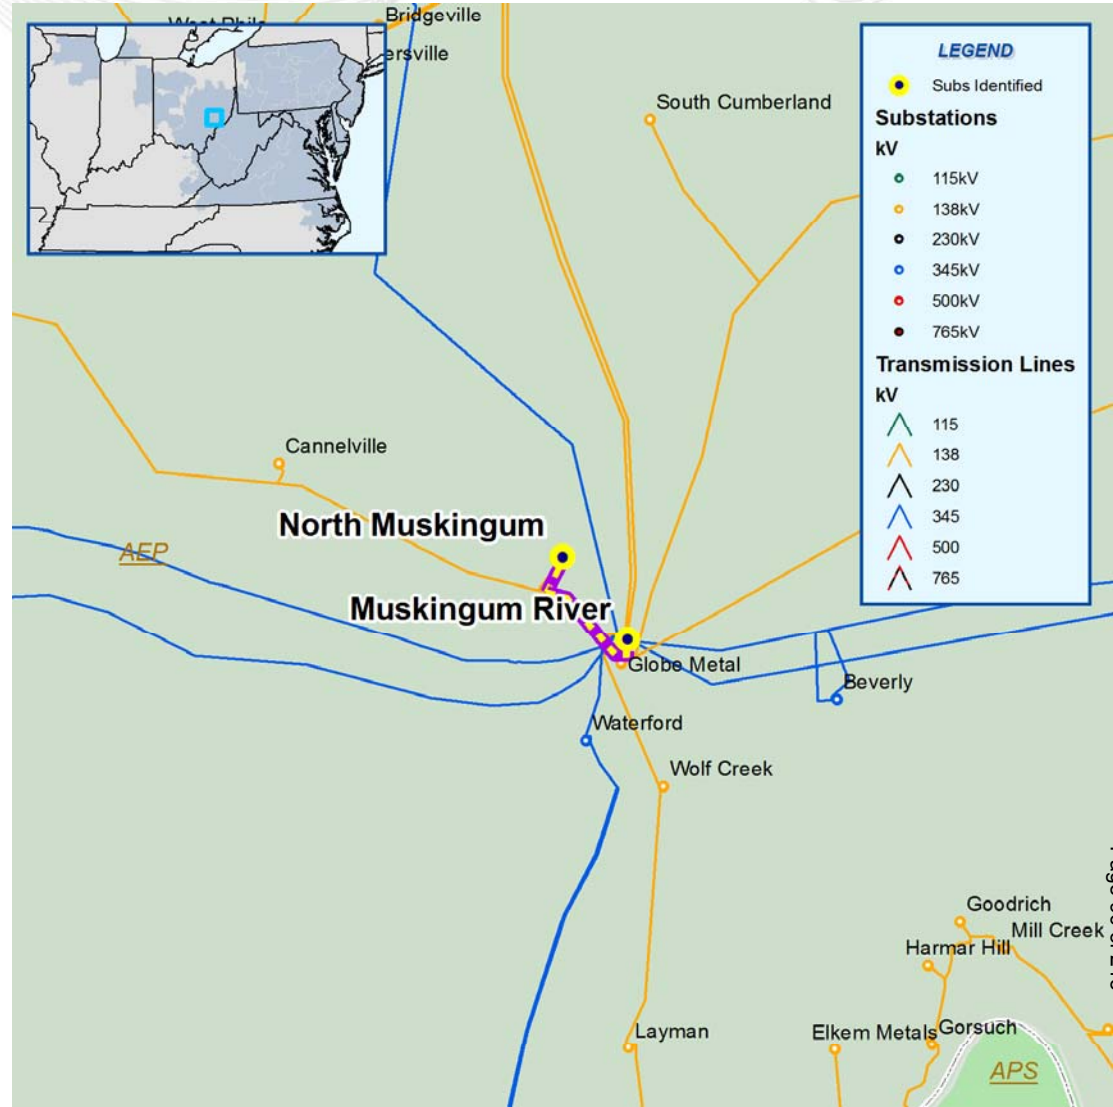 Bridgeville
ersville
South Cumberland
Cannelville
North Muskingum
AEP
Muskingum River
Globe Metal
Beverly
Waterford
Wolf Creek
Goodrich
Mill Creek
Harmar Hill
Layman
Elkem Metals
Gorsuch
APS
LEGEND
Subs Identified
Substations
kV
115kV
138kV
230kV
345kV
500kV
765kV
Transmission Lines
kV
115
138
230
345
500
765